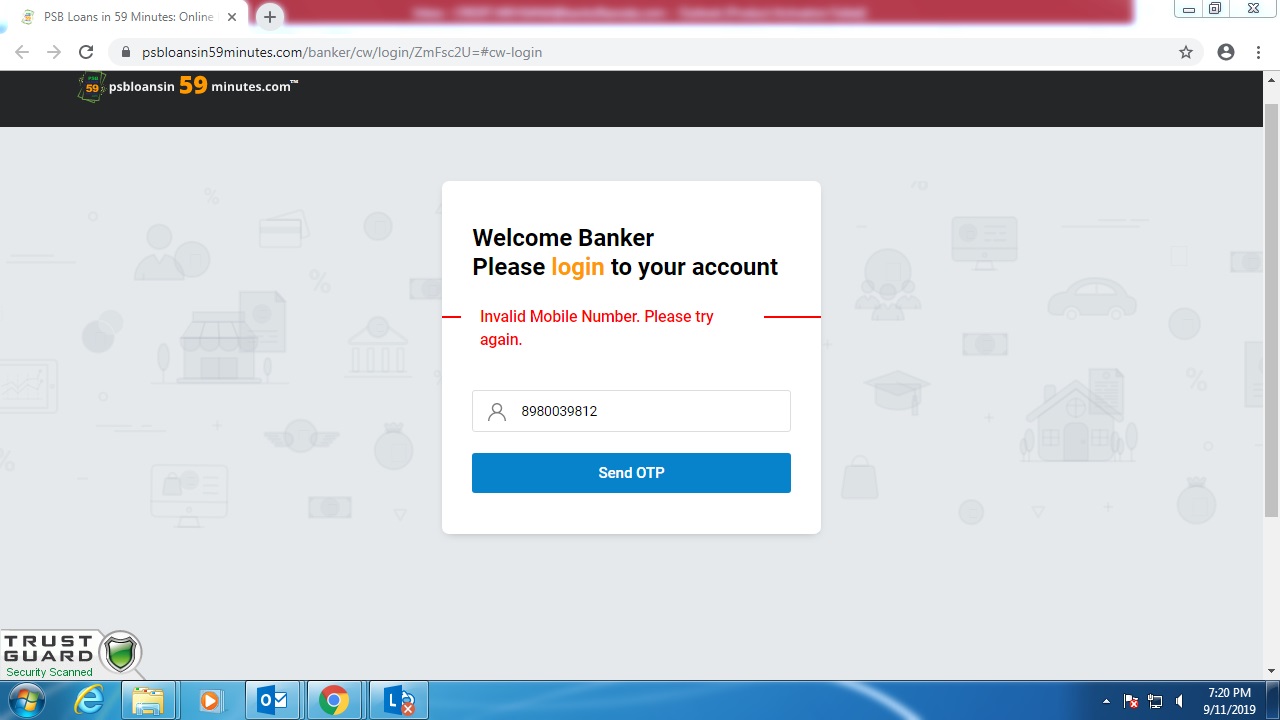 PSB Loans in 59 Minutes: Online
psbloansin59minutes.com/banker/cw/login/ZmFsc2U=#cw-login
PSB
59
psbloansin 59 minutes.com™
Welcome Banker
Please login to your account
Invalid Mobile Number. Please try
again.
8980039812
Send OTP
TRUST
GUARD
Security Scanned
7:20 PM
9/11/2019